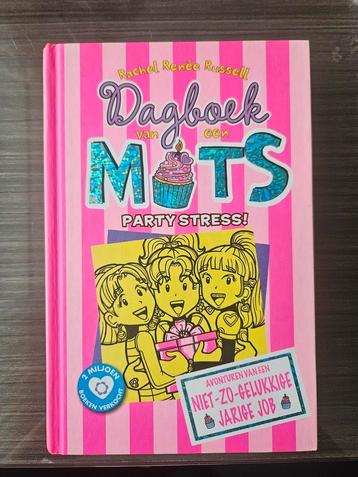 Rachel Renée Russell
Dagboek
van een
MUTS
PARTY STRESS!
2 MILJOEN
BOEKEN VERKOCHT
AVONTUREN VAN EEN
NIET-ZO-GELUKKIGE
JARIGE JOB